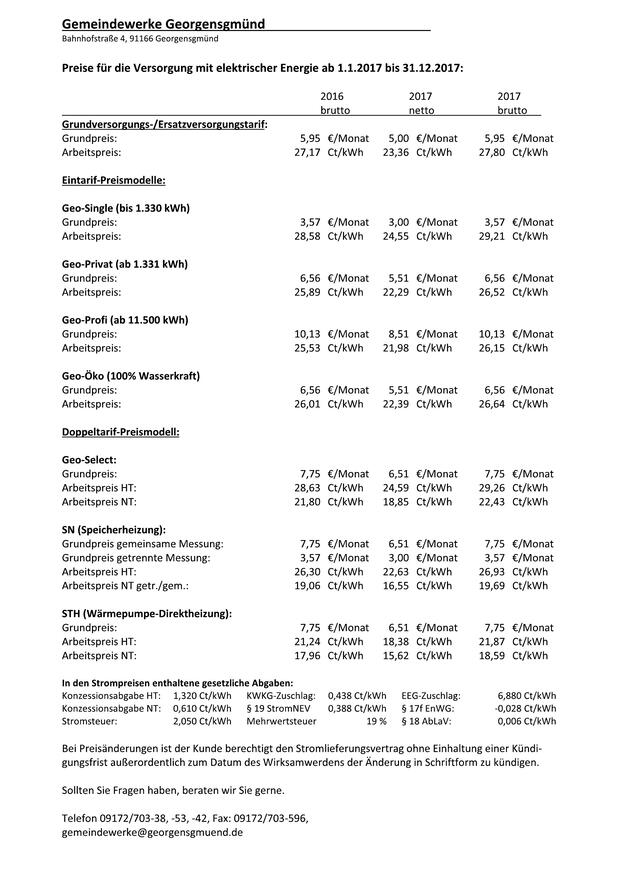 Gemeindewerke Georgensgmünd
Bahnhofstraße 4, 91166 Georgensgmünd
Preise für die Versorgung mit elektrischer Energie ab 1.1.2017 bis 31.12.2017:
2016 2017 2017
brutto netto brutto
Grundversorgungs-/Ersatzversorgungstarif:
Grundpreis: 5,95 €/Monat 5,00 €/Monat 5,95 €/Monat
Arbeitspreis: 27,17 Ct/kWh 23,36 Ct/kWh 27,80 Ct/kWh
Eintarif-Preismodelle:
Geo-Single (bis 1.330 kWh)
Grundpreis: 3,57 €/Monat 3,00 €/Monat 3,57 €/Monat
Arbeitspreis: 28,58 Ct/kWh 24,55 Ct/kWh 29,21 Ct/kWh
Geo-Privat (ab 1.331 kWh)
Grundpreis: 6,56 €/Monat 5,51 €/Monat 6,56 €/Monat
Arbeitspreis: 25,89 Ct/kWh 22,29 Ct/kWh 26,52 Ct/kWh
Geo-Profi (ab 11.500 kWh)
Grundpreis: 10,13 €/Monat 8,51 €/Monat 10,13 €/Monat
Arbeitspreis: 25,53 Ct/kWh 21,98 Ct/kWh 26,15 Ct/kWh
Geo-Öko (100% Wasserkraft)
Grundpreis: 6,56 €/Monat 5,51 €/Monat 6,56 €/Monat
Arbeitspreis: 26,01 Ct/kWh 22,39 Ct/kWh 26,64 Ct/kWh
Doppeltarif-Preismodell:
Geo-Select:
Grundpreis: 7,75 €/Monat 6,51 €/Monat 7,75 €/Monat
Arbeitspreis HT: 28,63 Ct/kWh 24,59 Ct/kWh 29,26 Ct/kWh
Arbeitspreis NT: 21,80 Ct/kWh 18,85 Ct/kWh 22,43 Ct/kWh
SN (Speicherheizung):
Grundpreis gemeinsame Messung: 7,75 €/Monat 6,51 €/Monat 7,75 €/Monat
Grundpreis getrennte Messung: 3,57 €/Monat 3,00 €/Monat 3,57 €/Monat
Arbeitspreis HT: 26,30 Ct/kWh 22,63 Ct/kWh 26,93 Ct/kWh
Arbeitspreis NT getr./gem.: 19,06 Ct/kWh 16,55 Ct/kWh 19,69 Ct/kWh
STH (Wärmepumpe-Direktheizung):
Grundpreis: 7,75 €/Monat 6,51 €/Monat 7,75 €/Monat
Arbeitspreis HT: 21,24 Ct/kWh 18,38 Ct/kWh 21,87 Ct/kWh
Arbeitspreis NT: 17,96 Ct/kWh 15,62 Ct/kWh 18,59 Ct/kWh
In den Strompreisen enthaltene gesetzliche Abgaben:
Konzessionsabgabe HT: 1,320 Ct/kWh KWKG-Zuschlag: 0,438 Ct/kWh EEG-Zuschlag: 6,880 Ct/kWh
Konzessionsabgabe NT: 0,610 Ct/kWh § 19 StromNEV 0,388 Ct/kWh § 17f EnWG: -0,028 Ct/kWh
Stromsteuer: 2,050 Ct/kWh Mehrwertsteuer 19 % § 18 AbLaV: 0,006 Ct/kWh
Bei Preisänderungen ist der Kunde berechtigt den Stromlieferungsvertrag ohne Einhaltung einer Kündi-
gungsfrist außerordentlich zum Datum des Wirksamwerdens der Änderung in Schriftform zu kündigen.
Sollten Sie Fragen haben, beraten wir Sie gerne.
Telefon 09172/703-38, -53, -42, Fax: 09172/703-596,
gemeindewerke@georgensgmuend.de